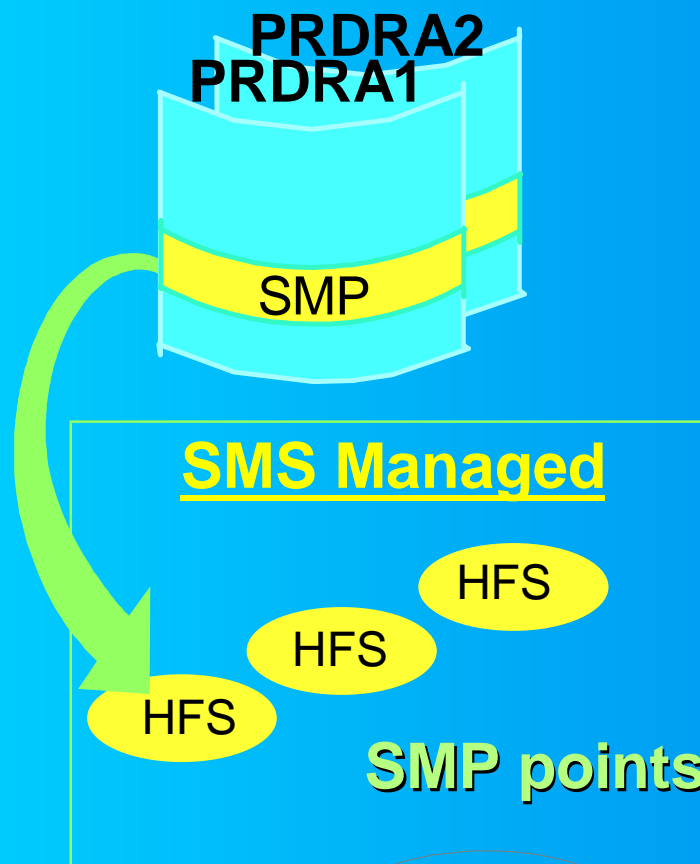 PRDRA2
PRDRA1
SMP
SMS Managed
HFS
HFS
HFS
SMP points